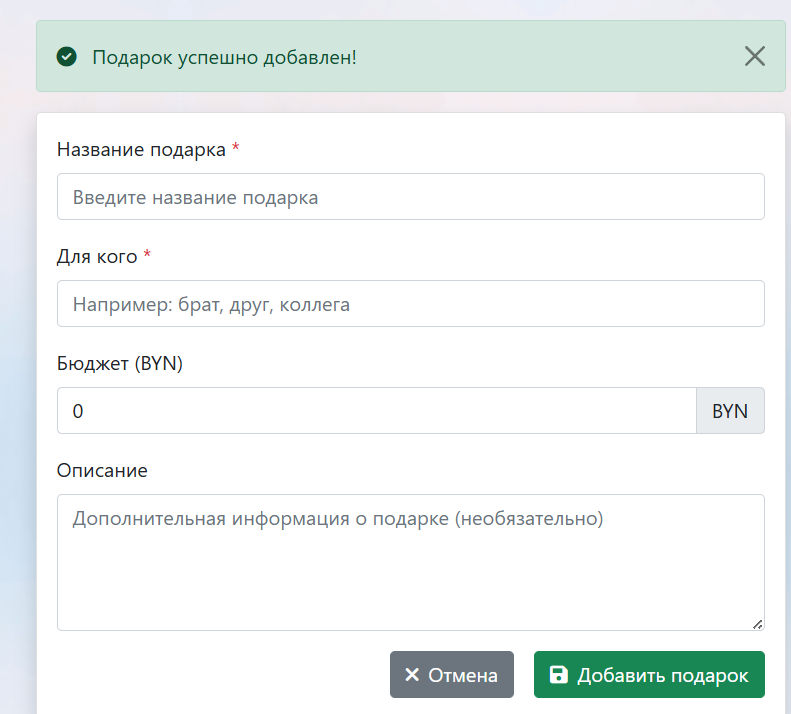 Подарок успешно добавлен!
Название подарка *
Введите название подарка
Для кого *
Например: брат, друг, коллега
Бюджет (BYN)
0 BYN
Описание
Дополнительная информация о подарке (необязательно)
Отмена Добавить подарок